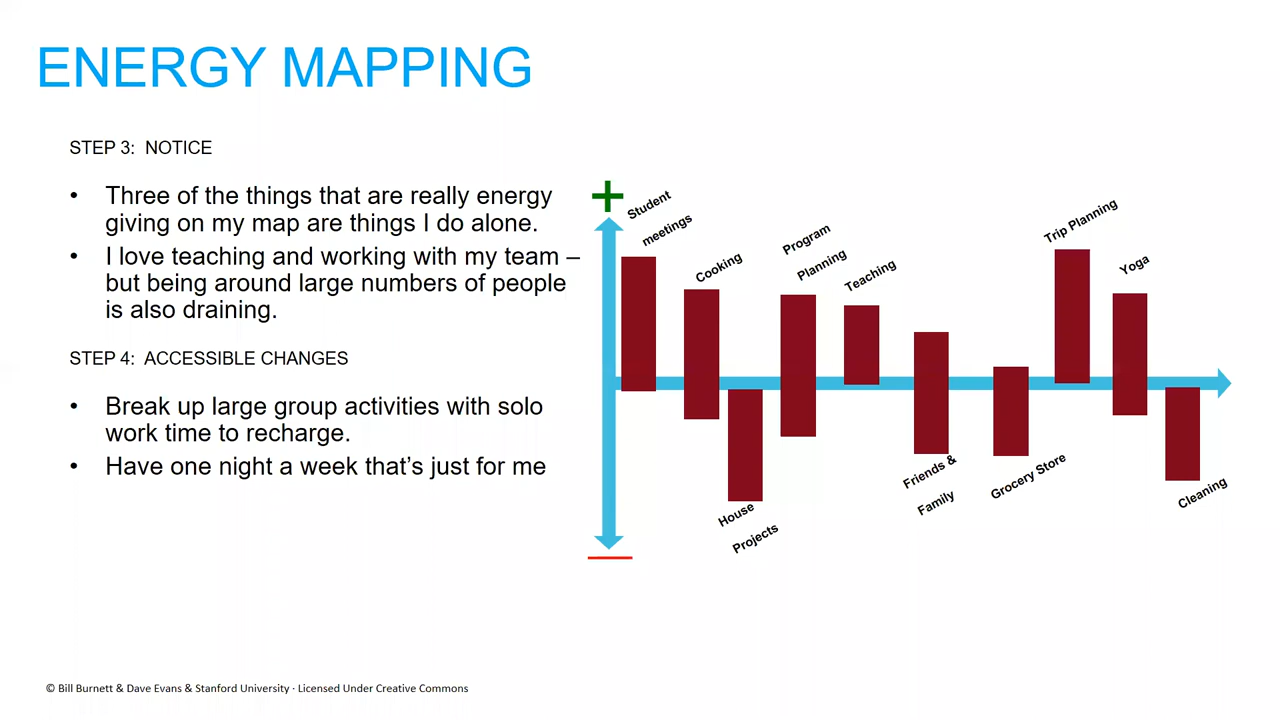 ENERGY MAPPING
STEP 3:  NOTICE
• Three of the things that are really energy
giving on my map are things I do alone.
• I love teaching and working with my team –
but being around large numbers of people
is also draining.
STEP 4:  ACCESSIBLE CHANGES
• Break up large group activities with solo
work time to recharge.
• Have one night a week that’s just for me
+
Student
meetings
Cooking
House
Projects
Program
Planning
Teaching
Friends &
Family
Grocery Store
Trip Planning
Yoga
Cleaning
© Bill Burnett & Dave Evans & Stanford University · Licensed Under Creative Commons